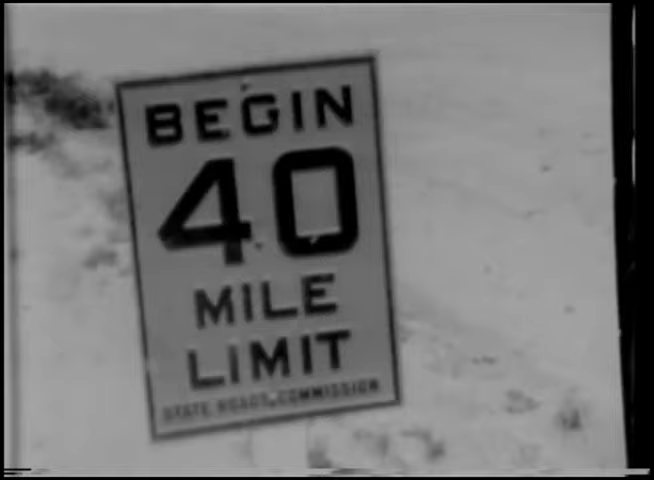 BEGIN
40
MILE
LIMIT
STATE ROADS COMMISSION